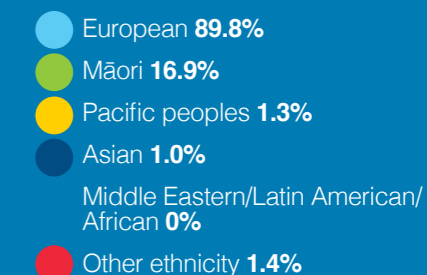 European 89.8%
Māori 16.9%
Pacific peoples 1.3%
Asian 1.0%
Middle Eastern/Latin American/
African 0%
Other ethnicity 1.4%